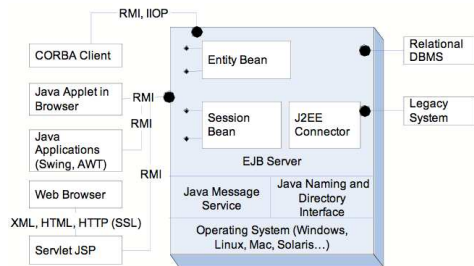 RMI, IIOP
CORBA Client
Entity Bean
Relational
DBMS
Java Applet in
Browser
RMI
RMI
Java
Applications
(Swing, AWT)
Session
Bean
J2EE
Connector
Legacy
System
EJB Server
RMI
Web Browser
Java Message
Service
Java Naming and
Directory
Interface
XML, HTML, HTTP (SSL)
Servlet JSP
Operating System (Windows,
Linux, Mac, Solaris...)